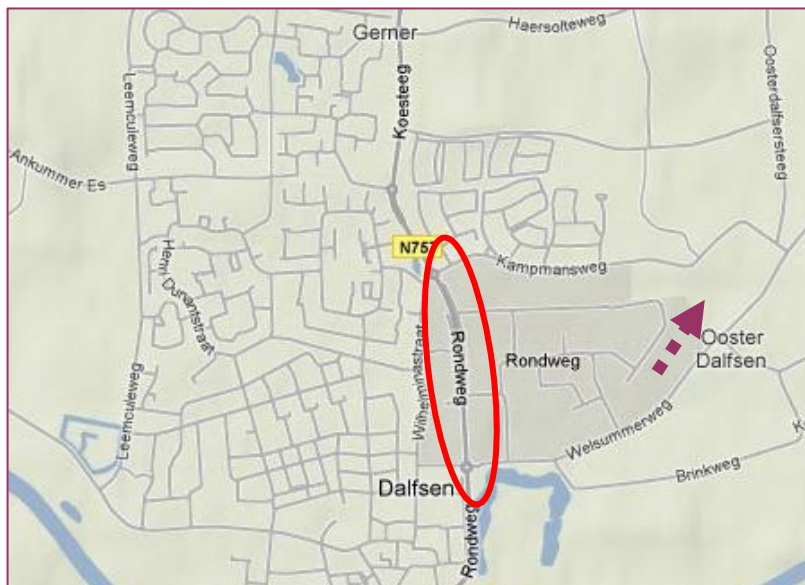 Gerner
Haersolteweg
Leemculeweg
Koesteeg
Oosterdalfsersteeg
Ankummer Es
N757
Kampmansweg
Henri Dunantstraat
Wilhelminastraat
Rondweg
Rondweg
Ooster
Dalfsen
Leemculeweg
Welsummerweg
Brinkweg
Dalfsen
Rondweg